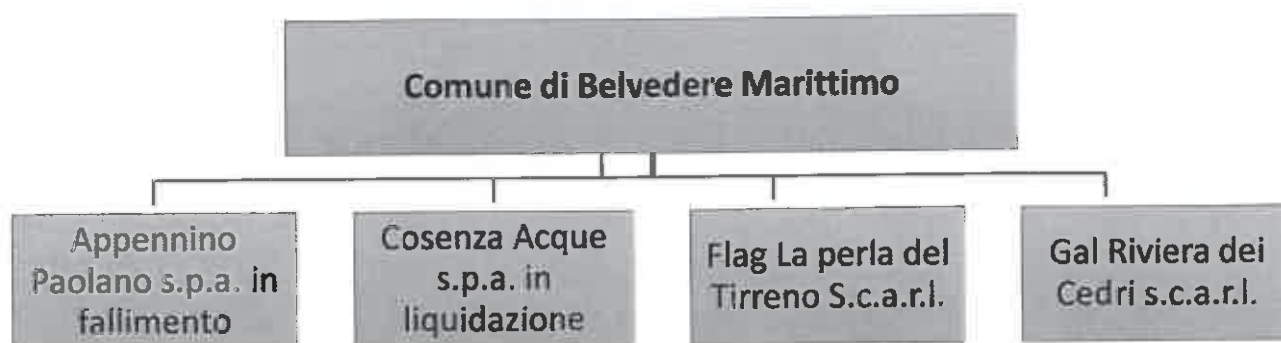 Comune di Belvedere Marittimo
Appennino
Paolano s.p.a. in
fallimento
Cosenza Acque
s.p.a. in
liquidazione
Flag La perla del
Tirreno S.c.a.r.l.
Gal Riviera dei
Cedri s.c.a.r.l.